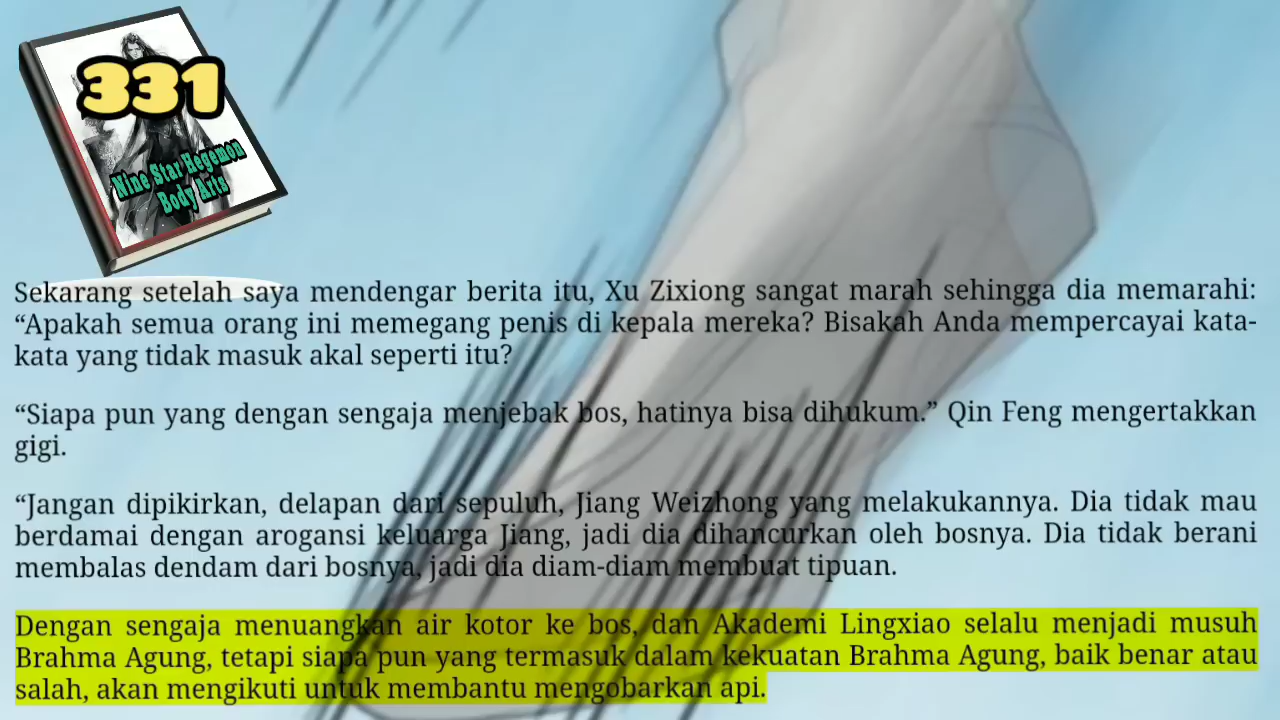 331
Nine Star Hegemon
Body Arts
Sekarang setelah saya mendengar berita itu, Xu Zixiong sangat marah sehingga dia memarahi:
“Apakah semua orang ini memegang penis di kepala mereka? Bisakah Anda mempercayai kata-
kata yang tidak masuk akal seperti itu?
“Siapa pun yang dengan sengaja menjebak bos, hatinya bisa dihukum.” Qin Feng mengertakkan
gigi.
“Jangan dipikirkan, delapan dari sepuluh, Jiang Weizhong yang melakukannya. Dia tidak mau
berdamai dengan arogansi keluarga Jiang, jadi dia dihancurkan oleh bosnya. Dia tidak berani
membalas dendam dari bosnya, jadi dia diam-diam membuat tipuan.
Dengan sengaja menuangkan air kotor ke bos, dan Akademi Lingxiao selalu menjadi musuh
Brahma Agung, tetapi siapa pun yang termasuk dalam kekuatan Brahma Agung, baik benar atau
salah, akan mengikuti untuk membantu mengobarkan api.